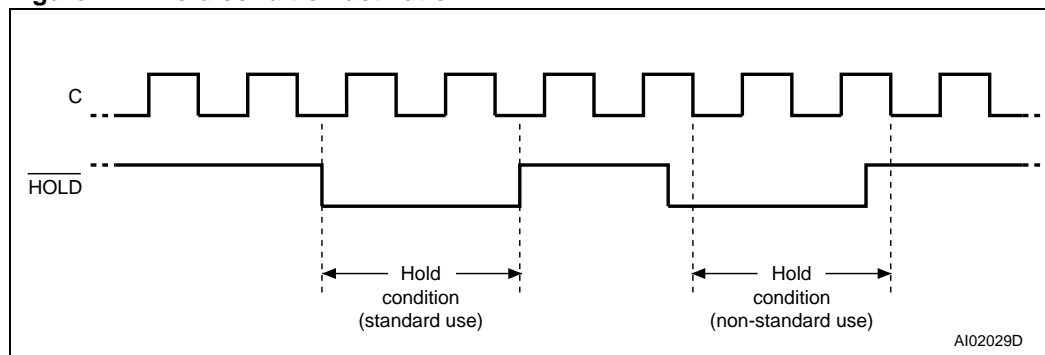 C
HOLD
Hold
condition
(standard use)
Hold
condition
(non-standard use)
AI02029D